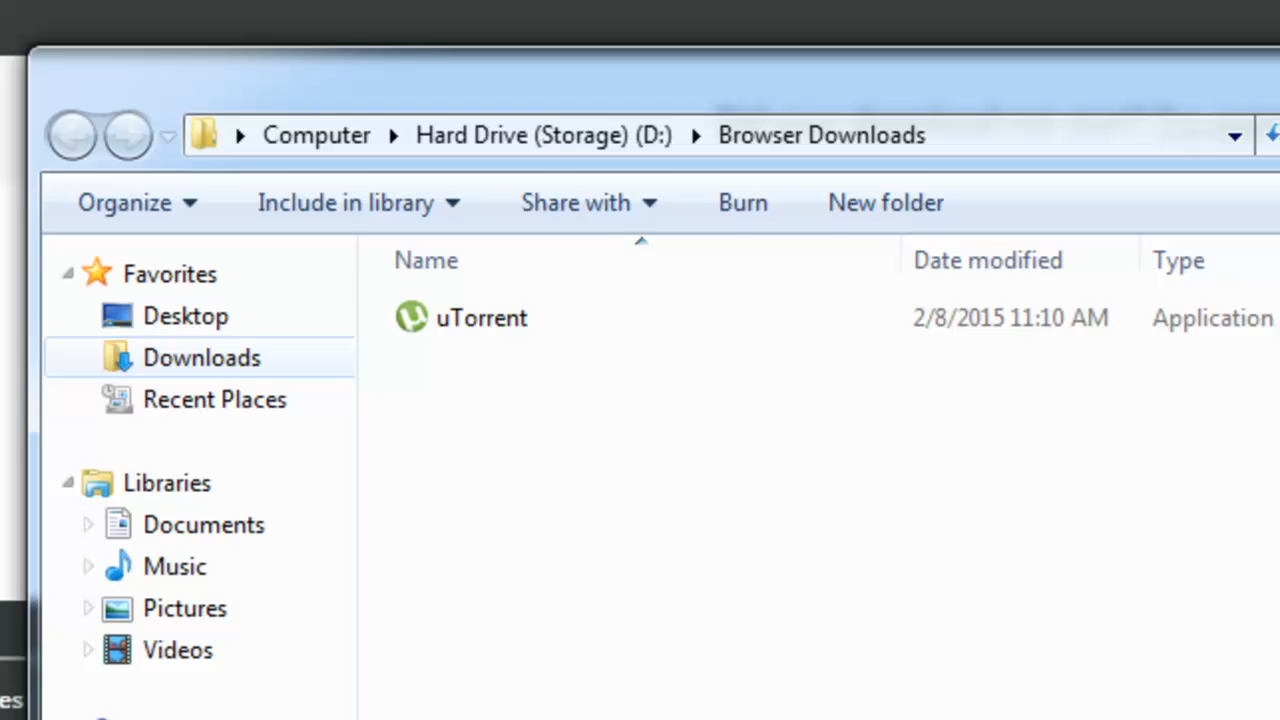 Computer Hard Drive (Storage) (D:) Browser Downloads
Organize Include in library Share with Burn New folder
Name Date modified Type
uTorrent 2/8/2015 11:10 AM Application
Favorites
Desktop
Downloads
Recent Places
Libraries
Documents
Music
Pictures
Videos
es